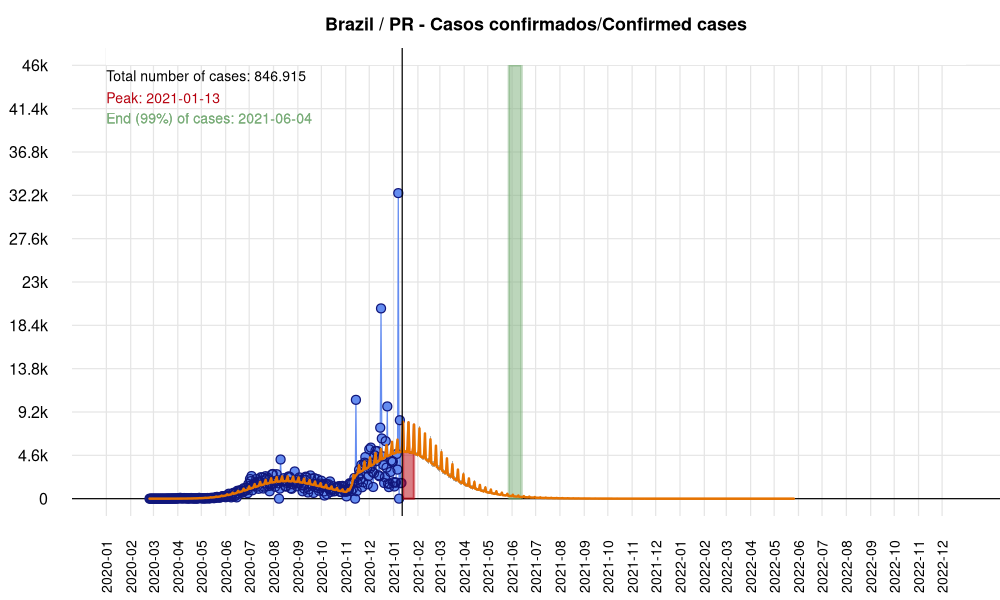 Brazil / PR - Casos confirmados/Confirmed cases
Total number of cases: 846.915
Peak: 2021-01-13
End (99%) of cases: 2021-06-04
46k
41.4k
36.8k
32.2k
27.6k
23k
18.4k
13.8k
9.2k
4.6k
0
2020-01
2020-02
2020-03
2020-04
2020-05
2020-06
2020-07
2020-08
2020-09
2020-10
2020-11
2020-12
2021-01
2021-02
2021-03
2021-04
2021-05
2021-06
2021-07
2021-08
2021-09
2021-10
2021-11
2021-12
2022-01
2022-02
2022-03
2022-04
2022-05
2022-06
2022-07
2022-08
2022-09
2022-10
2022-11
2022-12